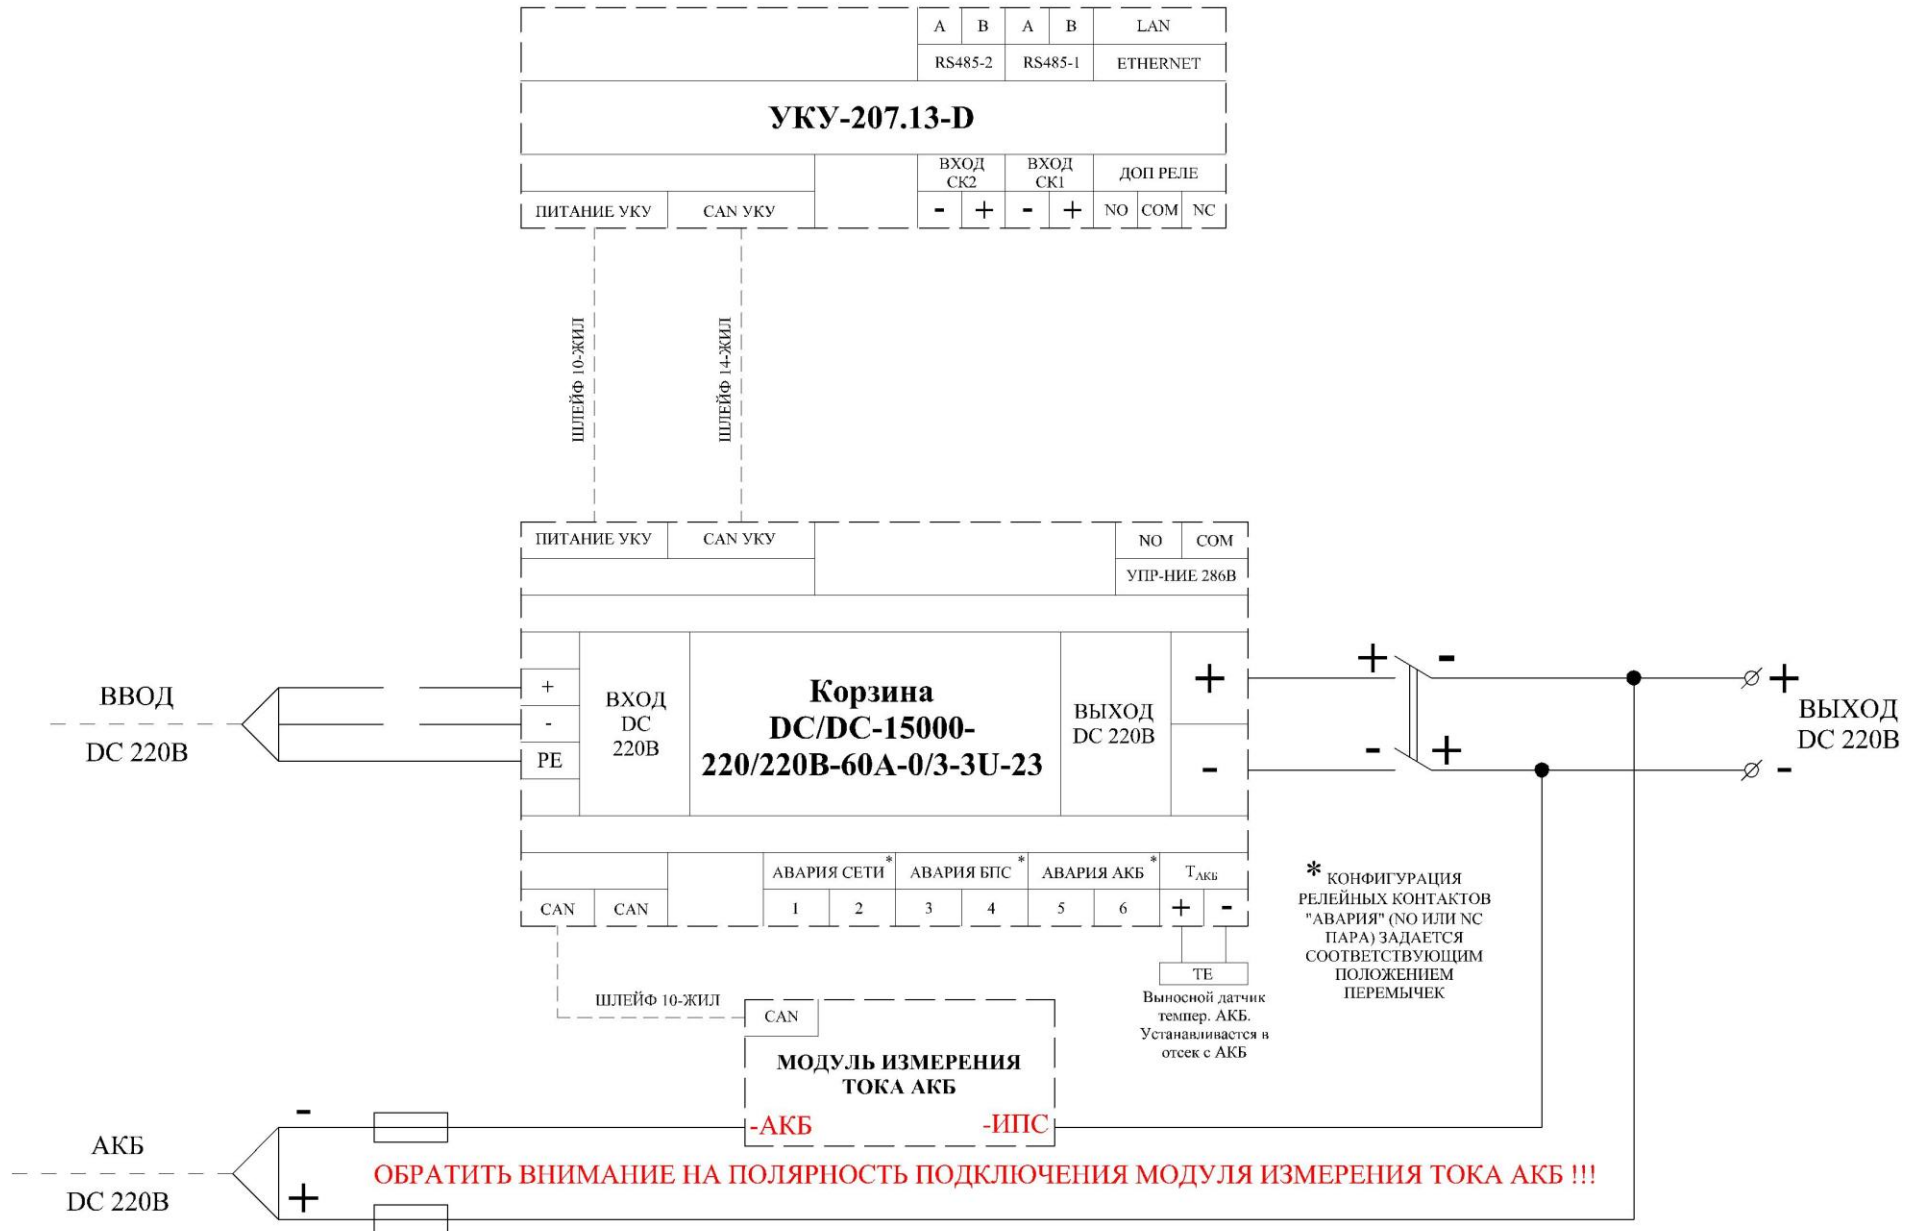 A B A B LAN
RS485-2 RS485-1 ETHERNET
УКУ-207.13-D
ВХОД СК2 ВХОД СК1 ДОП РЕЛЕ
ПИТАНИЕ УКУ CAN УКУ - + - + NO COM NC
ШЛЕЙФ 10-ЖИЛ
ШЛЕЙФ 14-ЖИЛ
ПИТАНИЕ УКУ CAN УКУ NO COM
УПР-НИЕ 286В
ВВОД
DC 220В
+
-
PE
ВХОД
DC
220В
Корзина
DC/DC-15000-
220/220В-60А-0/3-3U-23
ВЫХОД
DC 220В
+
-
+ -
- +
+
-
ВЫХОД
DC 220В
АВАРИЯ СЕТИ * АВАРИЯ БПС * АВАРИЯ АКБ * TАКБ
CAN CAN 1 2 3 4 5 6 + -
TE
Выносной датчик
темпер. АКБ.
Устанавливается в
отсек с АКБ
* КОНФИГУРАЦИЯ
РЕЛЕЙНЫХ КОНТАКТОВ
"АВАРИЯ" (NO ИЛИ NC
ПАРА) ЗАДАЕТСЯ
СООТВЕТСТВУЮЩИМ
ПОЛОЖЕНИЕМ
ПЕРЕМЫЧЕК
ШЛЕЙФ 10-ЖИЛ
CAN
МОДУЛЬ ИЗМЕРЕНИЯ
ТОКА АКБ
-АКБ -ИПС
АКБ
DC 220В
-
+
ОБРАТИТЬ ВНИМАНИЕ НА ПОЛЯРНОСТЬ ПОДКЛЮЧЕНИЯ МОДУЛЯ ИЗМЕРЕНИЯ ТОКА АКБ !!!